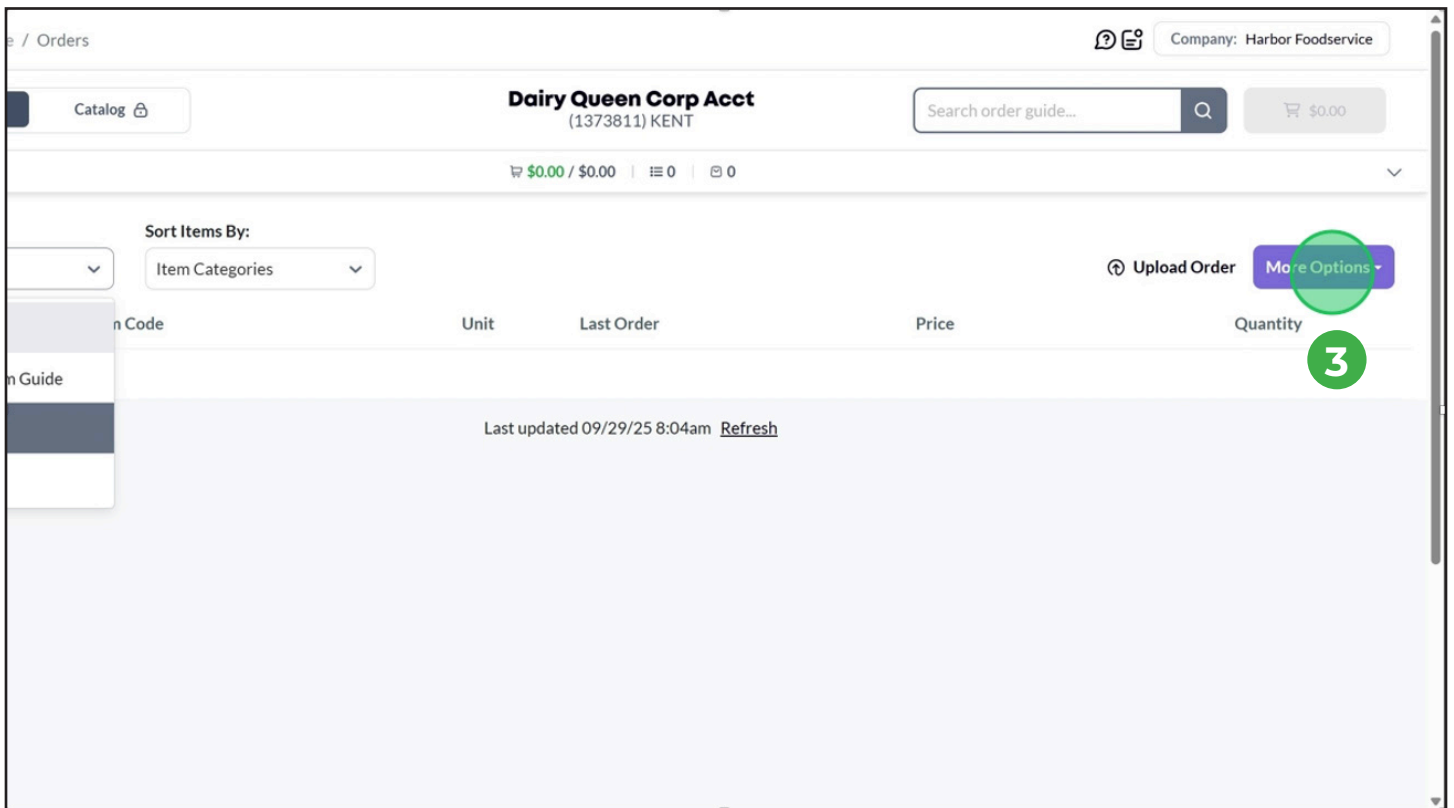 / Orders
Company: Harbor Foodservice
Catalog
Dairy Queen Corp Acct
(1373811) KENT
Search order guide...
$0.00
$0.00 / $0.00 | 0 | 0
Sort Items By:
Item Categories
Upload Order
More Options
Code
Unit
Last Order
Price
Quantity
3
Guide
Last updated 09/29/25 8:04am Refresh